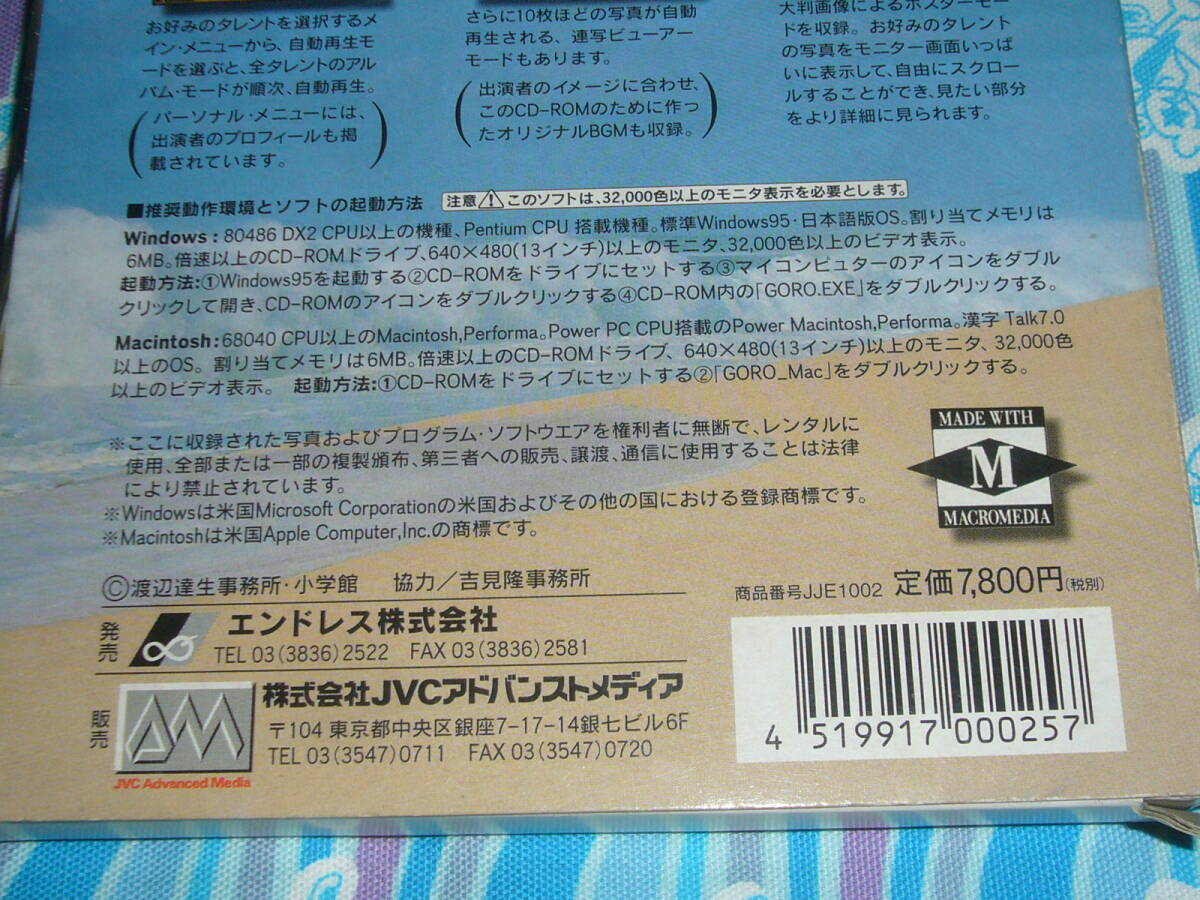 お好みのタレントを選択するメ
イン・メニューから、自動再生モ
ードを選ぶと、全タレントのアル
バム・モードが順次、自動再生。
パーソナル・メニューには、
出演者のプロフィールも掲
載されています。
さらに10枚ほどの写真が自動
再生される、連写ビューアー
モードもあります。
出演者のイメージに合わせ、
このCD-ROMのために作っ
たオリジナルBGMも収録。
大判画像によるポスターモー
ドを収録。お好みのタレント
の写真をモニター画面いっぱ
いに表示して、自由にスクロー
ルすることができ、見たい部分
をより詳細に見られます。
■推奨動作環境とソフトの起動方法 注意 このソフトは、32,000色以上のモニタ表示を必要とします。
Windows:80486 DX2 CPU以上の機種、Pentium CPU 搭載機種。標準Windows95・日本語版OS。割り当てメモリは
6MB。倍速以上のCD-ROMドライブ、640×480(13インチ)以上のモニタ、32,000色以上のビデオ表示。
起動方法:①Windows95を起動する②CD-ROMをドライブにセットする③マイコンピュターのアイコンをダブル
クリックして開き、CD-ROMのアイコンをダブルクリックする④CD-ROM内の「GORO.EXE」をダブルクリックする。
Macintosh:68040 CPU以上のMacintosh,Performa。Power PC CPU搭載のPower Macintosh,Performa。漢字 Talk7.0
以上のOS。割り当てメモリは6MB。倍速以上のCD-ROMドライブ、640×480(13インチ)以上のモニタ、32,000色
以上のビデオ表示。 起動方法:①CD-ROMをドライブにセットする②「GORO_Mac」をダブルクリックする。
※ここに収録された写真およびプログラム・ソフトウエアを権利者に無断で、レンタルに
使用、全部または一部の複製頒布、第三者への販売、譲渡、通信に使用することは法律
により禁止されています。
※Windowsは米国Microsoft Corporationの米国およびその他の国における登録商標です。
※Macintoshは米国Apple Computer,Inc.の商標です。
MADE WITH
M
MACROMEDIA
Ⓒ渡辺達生事務所・小学館 協力/吉見隆事務所
商品番号JJE1002 定価7,800円(税別)
発売 エンドレス株式会社
TEL 03(3836)2522 FAX 03(3836)2581
販売 AM 株式会社JVCアドバンストメディア
〒104 東京都中央区銀座7-17-14銀七ビル6F
TEL 03(3547)0711 FAX 03(3547)0720
JVC Advanced Media
4 519917 000257